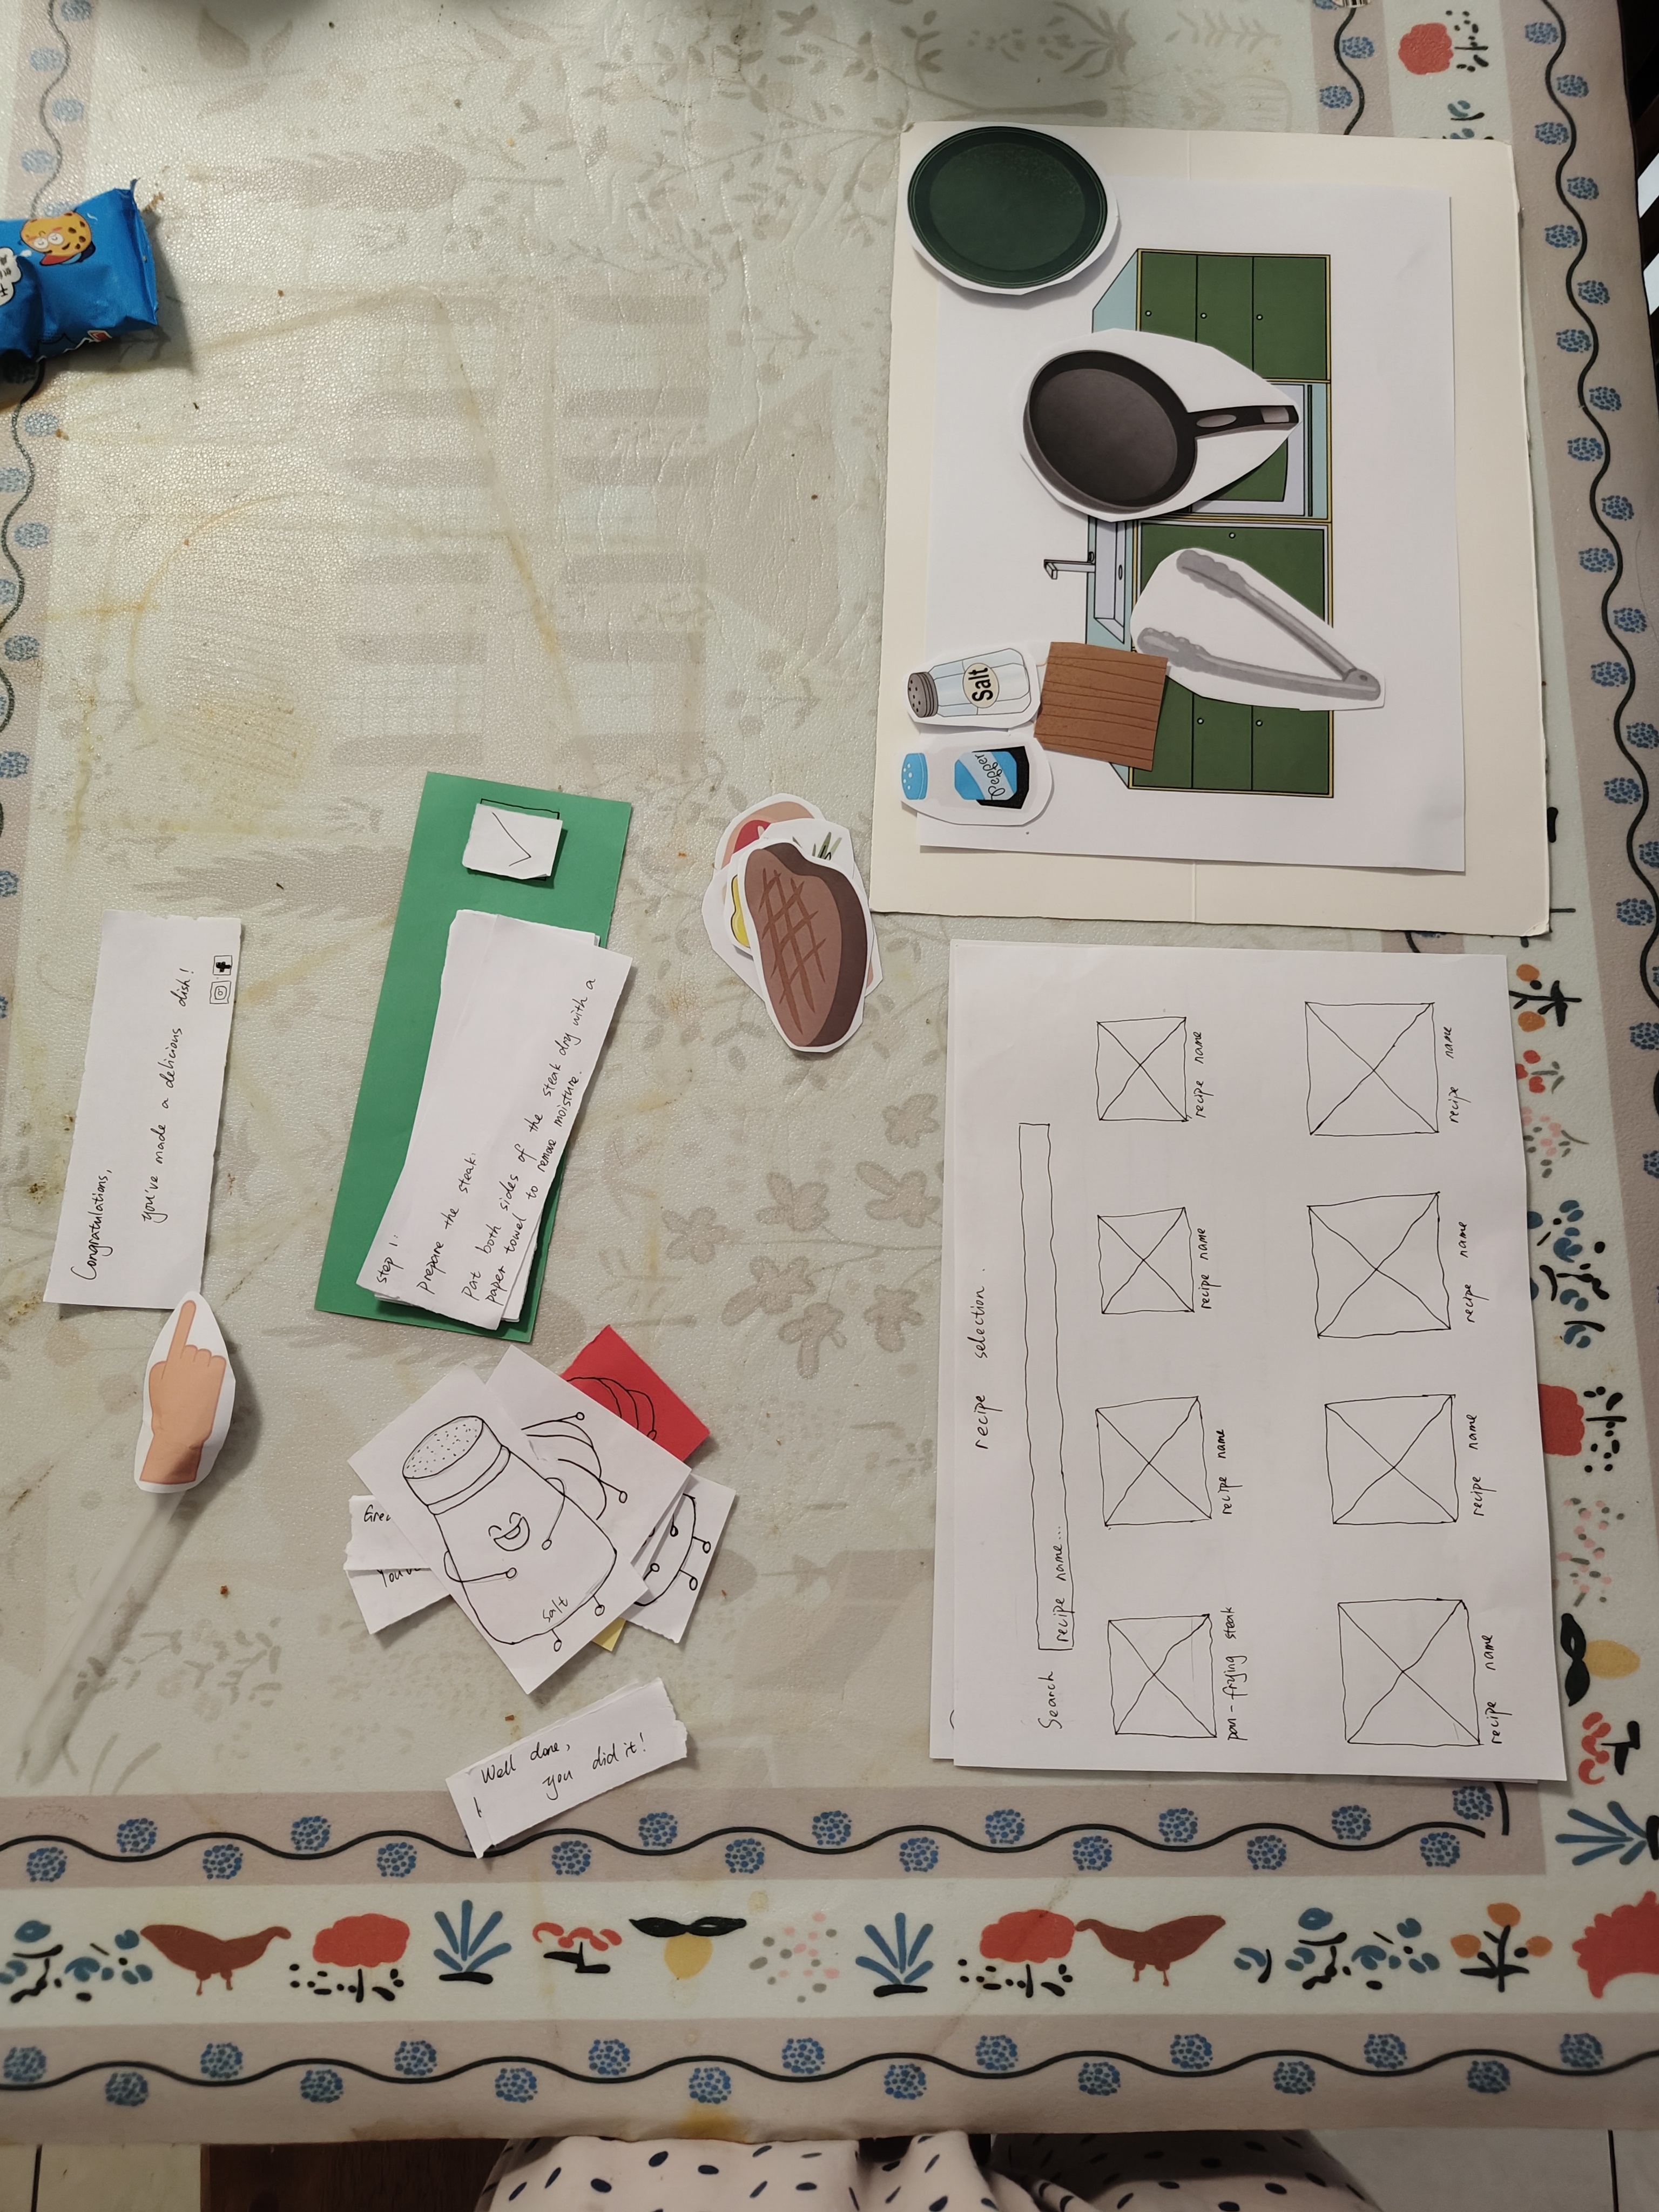 Congratulations,
you've made a delicious dish!
step 1:
Prepare the steak:
Pat both sides of the steak dry with a
paper towel to remove moisture.
Well done,
you did it!
salt
Pepper
Salt
recipe selection.
Search
recipe name...
pan-frying steak
recipe name
recipe name
recipe name
recipe name
recipe name
recipe name
recipe name